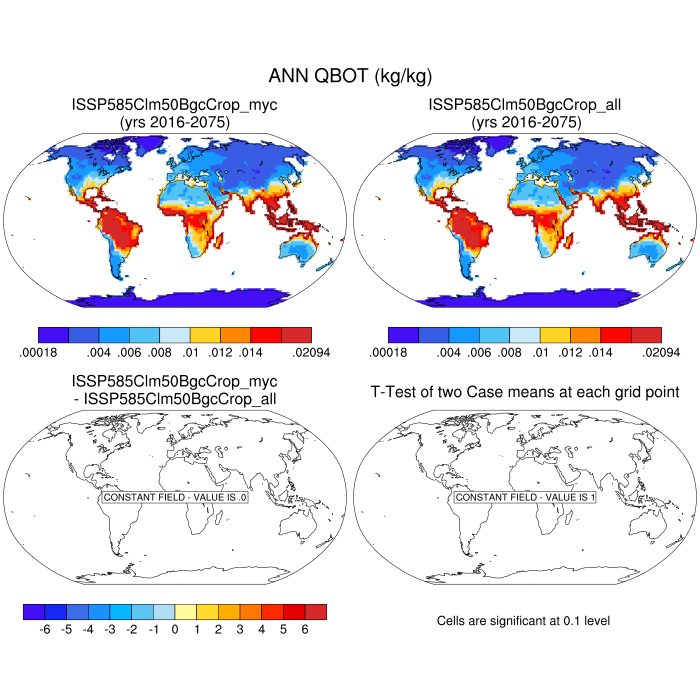 ANN QBOT (kg/kg)
ISSP585Clm50BgcCrop_myc
(yrs 2016-2075)
ISSP585Clm50BgcCrop_all
(yrs 2016-2075)
.00018 .004 .006 .008 .01 .012 .014 .02094
.00018 .004 .006 .008 .01 .012 .014 .02094
ISSP585Clm50BgcCrop_myc
- ISSP585Clm50BgcCrop_all
T-Test of two Case means at each grid point
CONSTANT FIELD - VALUE IS .0
CONSTANT FIELD - VALUE IS 1
-6 -5 -4 -3 -2 -1 0 1 2 3 4 5 6
Cells are significant at 0.1 level